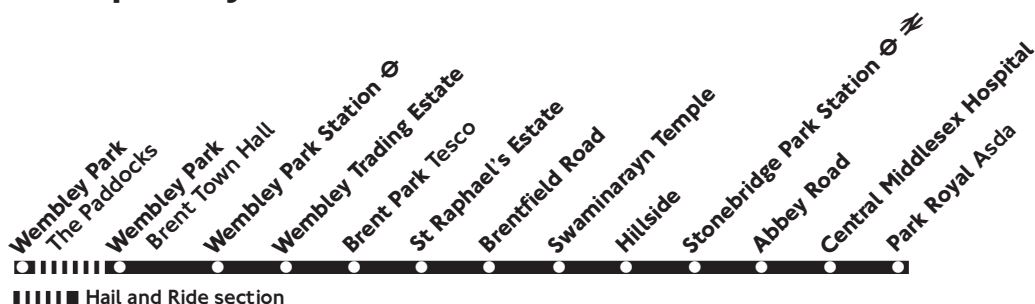 Wembley Park
The Paddocks
Wembley Park
Brent Town Hall
Wembley Park Station
Wembley Trading Estate
Brent Park Tesco
St Raphael's Estate
Brentfield Road
Swaminarayn Temple
Hillside
Stonebridge Park Station
Abbey Road
Central Middlesex Hospital
Park Royal Asda
Hail and Ride section